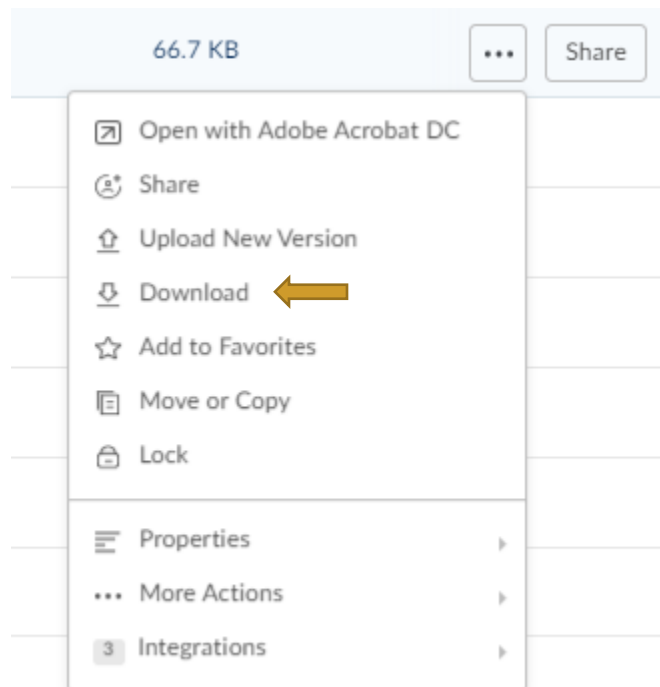 66.7 KB
Share
Open with Adobe Acrobat DC
Share
Upload New Version
Download
Add to Favorites
Move or Copy
Lock
Properties
More Actions
3 Integrations